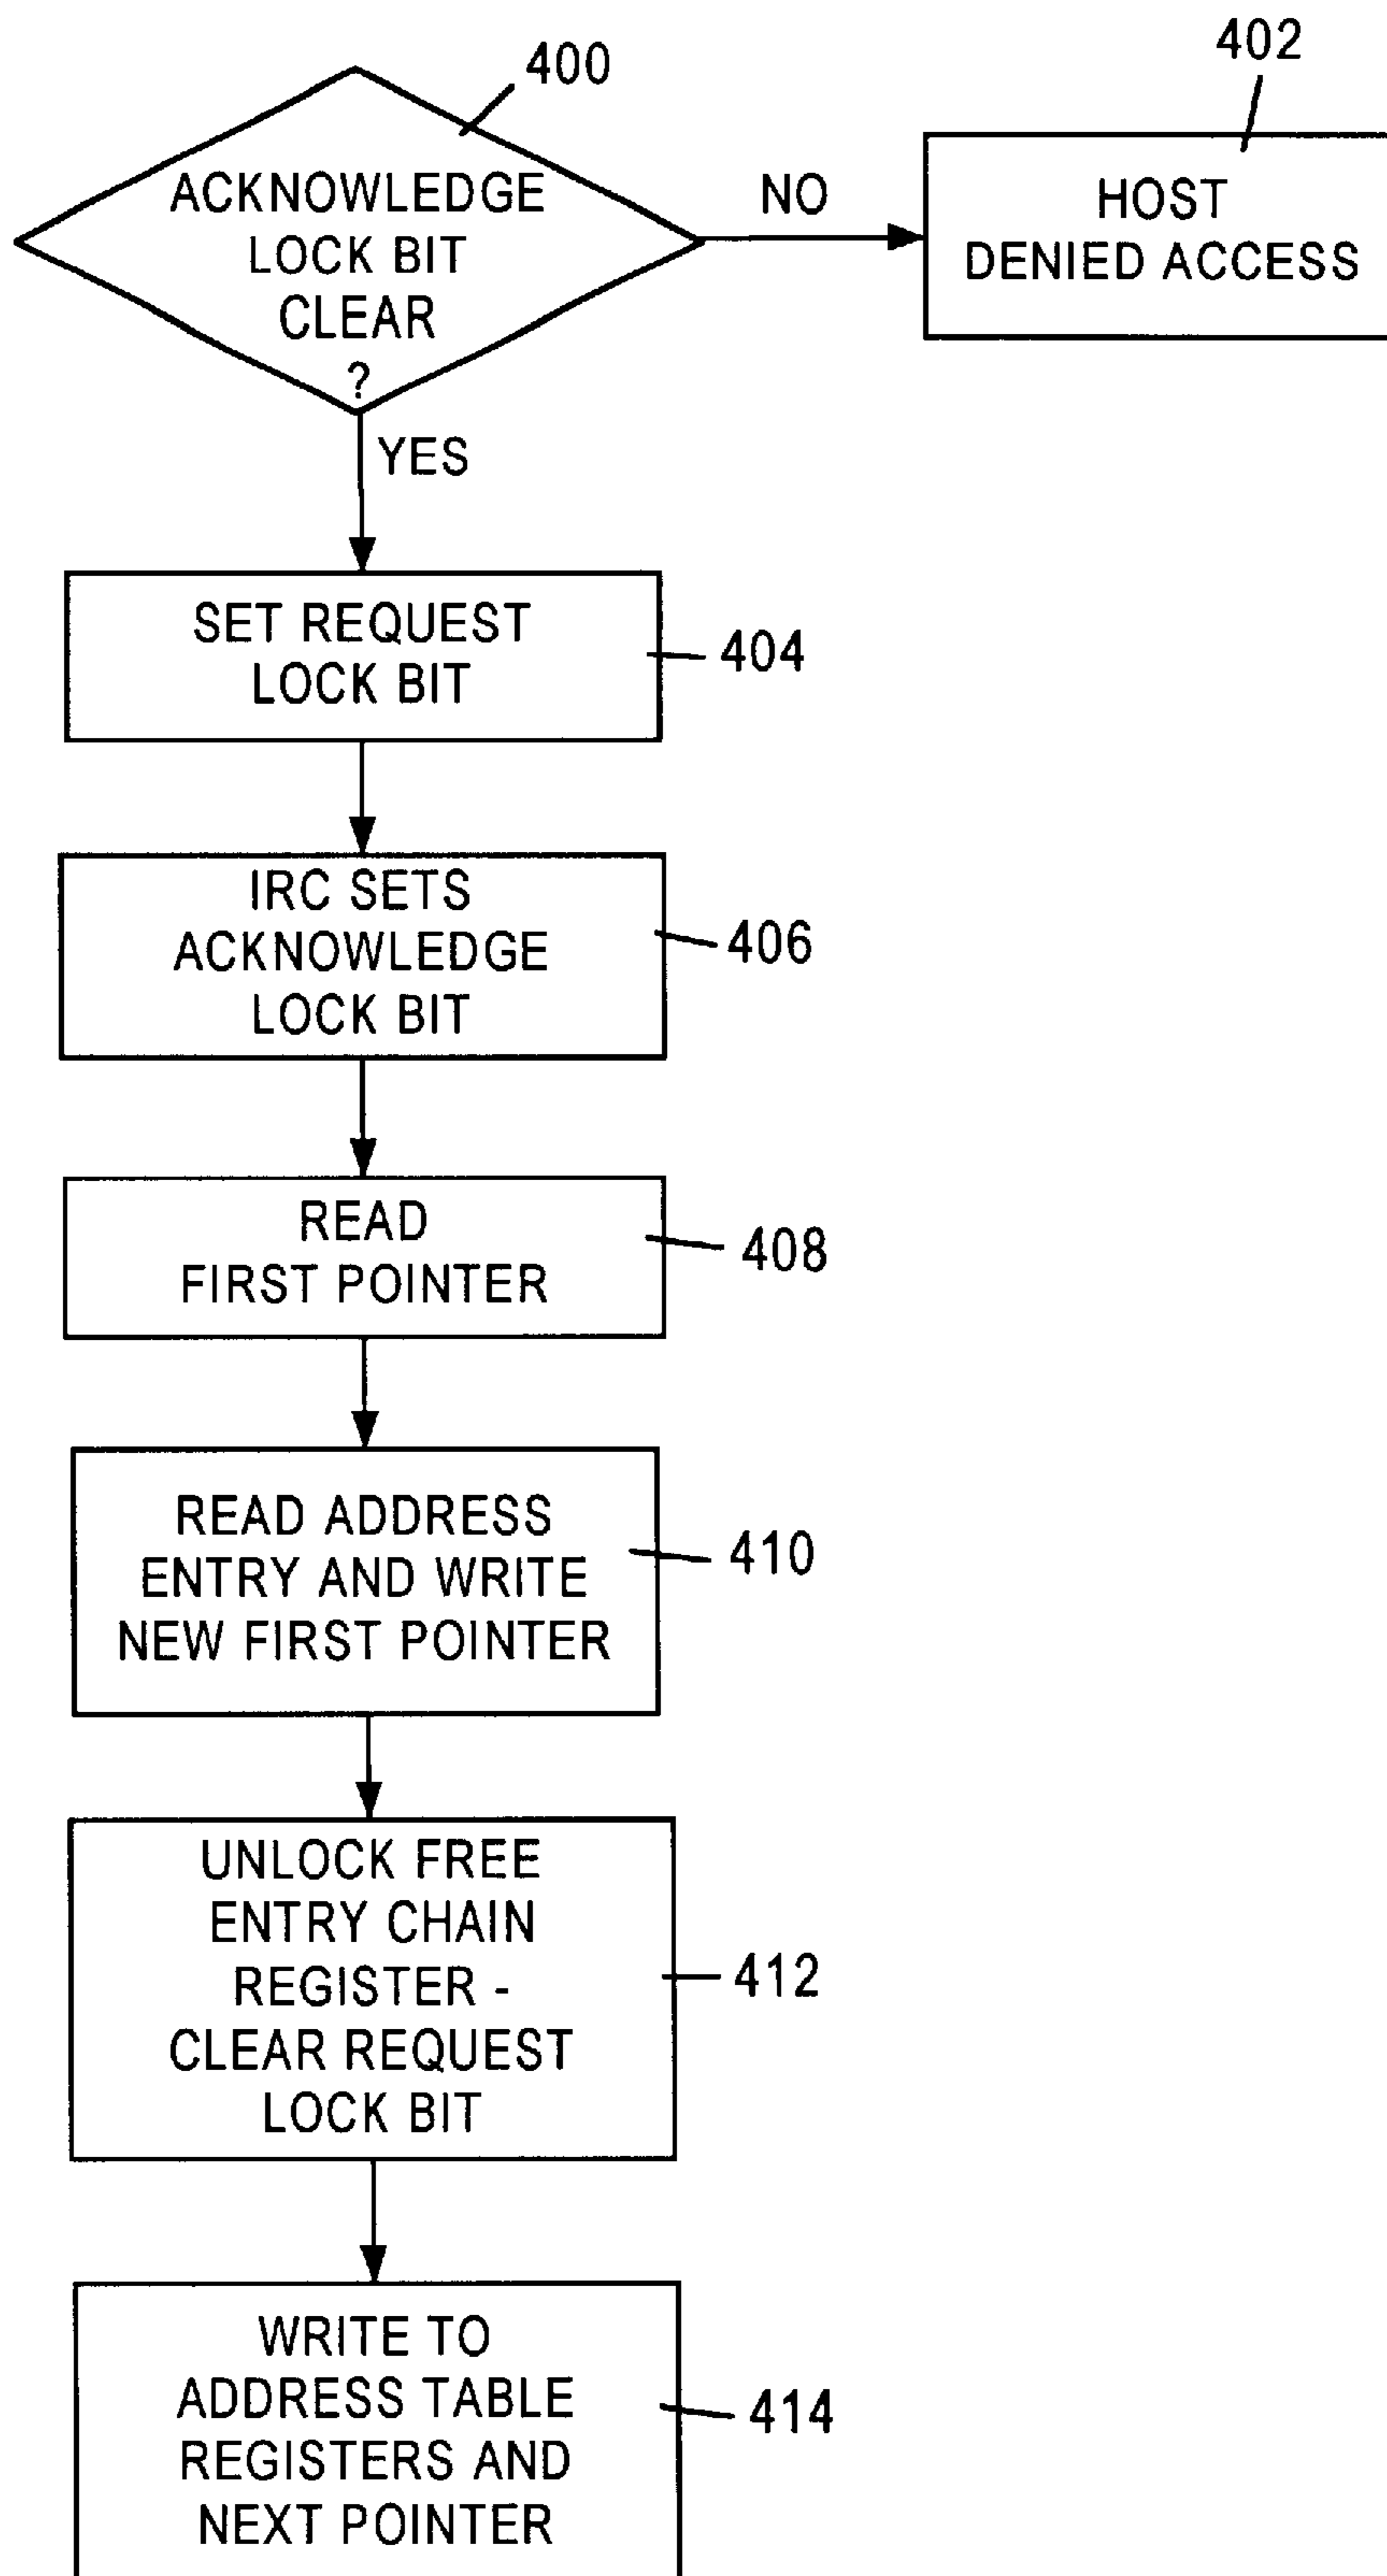 400
402
ACKNOWLEDGE
LOCK BIT
CLEAR
?
NO
HOST
DENIED ACCESS
YES
SET REQUEST
LOCK BIT
404
IRC SETS
ACKNOWLEDGE
LOCK BIT
406
READ
FIRST POINTER
408
READ ADDRESS
ENTRY AND WRITE
NEW FIRST POINTER
410
UNLOCK FREE
ENTRY CHAIN
REGISTER -
CLEAR REQUEST
LOCK BIT
412
WRITE TO
ADDRESS TABLE
REGISTERS AND
NEXT POINTER
414